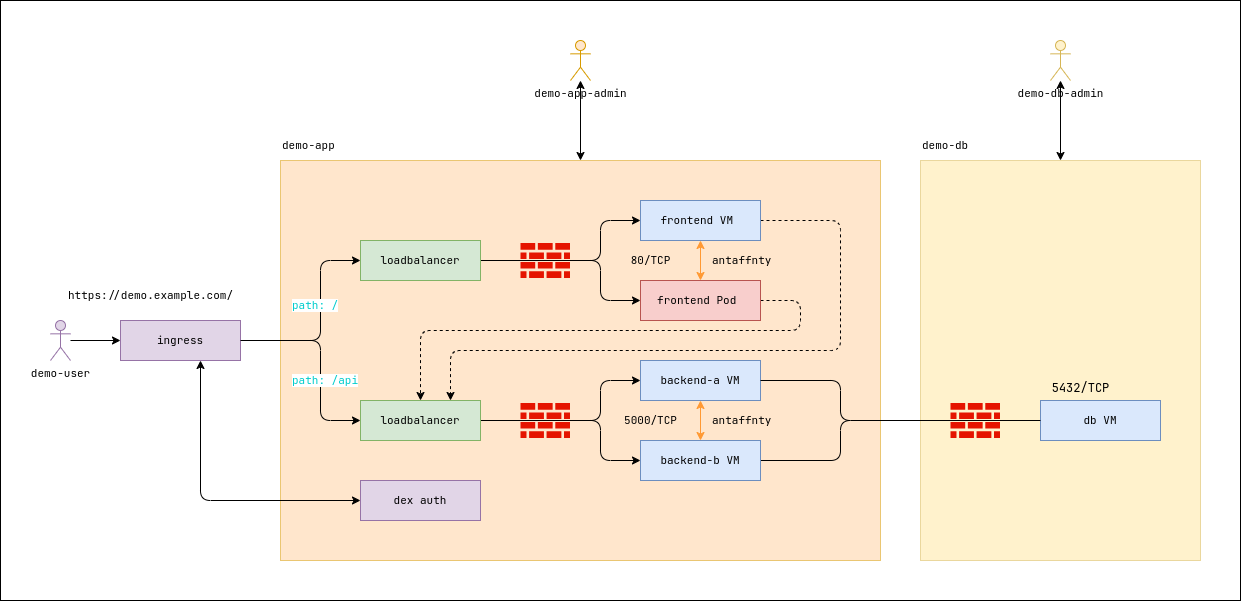 demo-app-admin
demo-db-admin
demo-app
demo-db
frontend VM
loadbalancer
80/TCP
antaffnty
https://demo.example.com/
path: /
frontend Pod
ingress
demo-user
path: /api
backend-a VM
5432/TCP
loadbalancer
5000/TCP
antaffnty
db VM
backend-b VM
dex auth